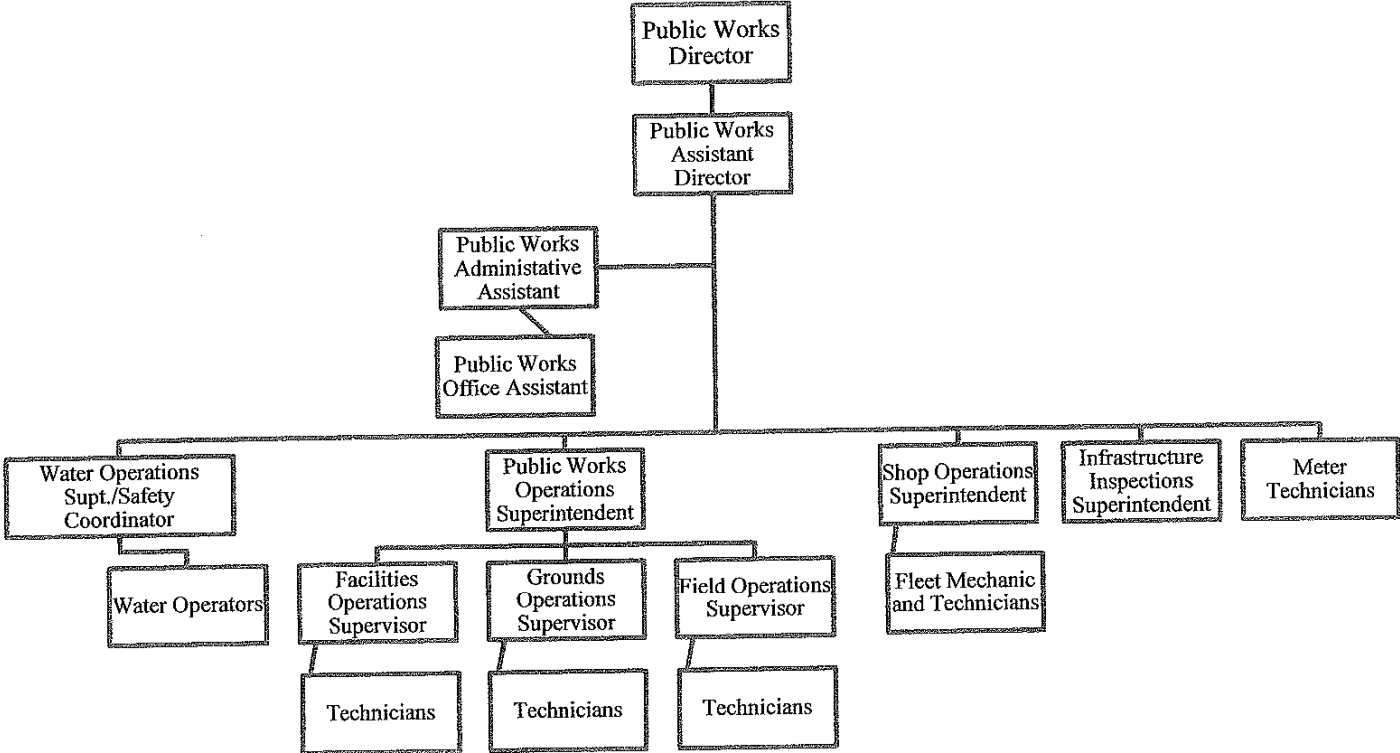 Public Works
Director
Public Works
Assistant
Director
Public Works
Administative
Assistant
Public Works
Office Assistant
Water Operations
Supt./Safety
Coordinator
Public Works
Operations
Superintendent
Shop Operations
Superintendent
Infrastructure
Inspections
Superintendent
Meter
Technicians
Water Operators
Facilities
Operations
Supervisor
Grounds
Operations
Supervisor
Field Operations
Supervisor
Fleet Mechanic
and Technicians
Technicians
Technicians
Technicians